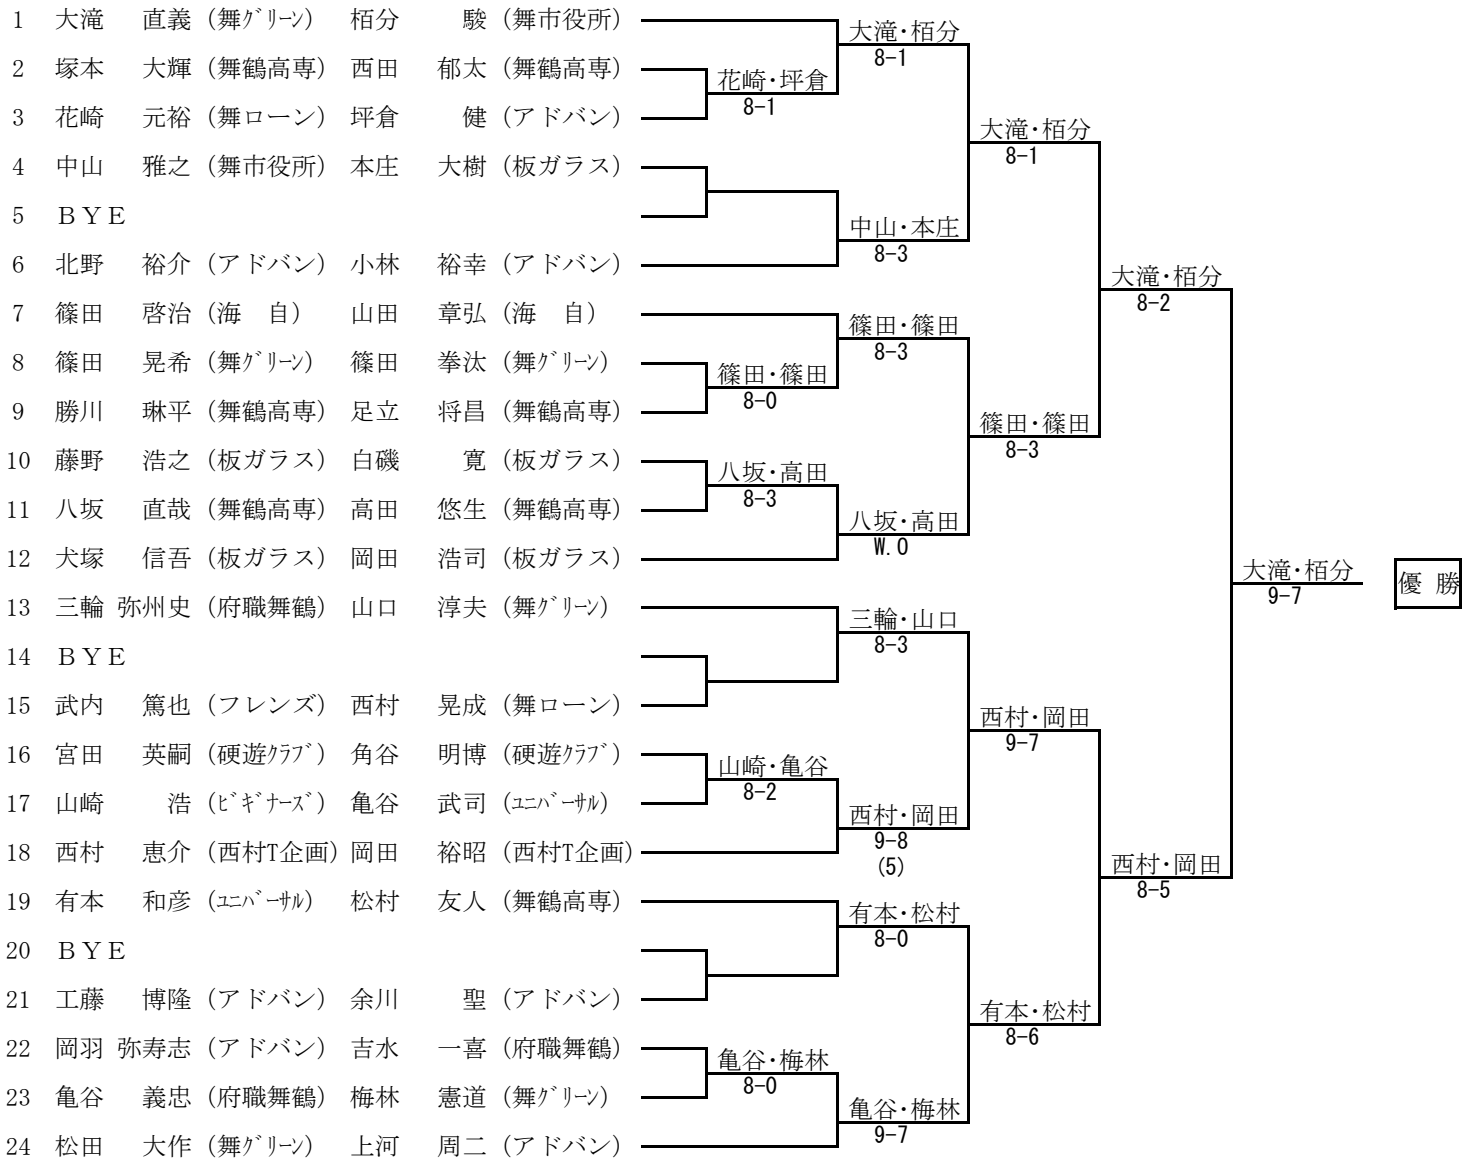 1 大滝 直義 (舞グリーン) 栢分 駿 (舞市役所)
大滝・栢分
8-1
2 塚本 大輝 (舞鶴高専) 西田 郁太 (舞鶴高専)
花崎・坪倉
8-1
3 花崎 元裕 (舞ローン) 坪倉 健 (アドバン)
大滝・栢分
8-1
4 中山 雅之 (舞市役所) 本庄 大樹 (板ガラス)
5 ＢＹＥ
中山・本庄
8-3
6 北野 裕介 (アドバン) 小林 裕幸 (アドバン)
大滝・栢分
8-2
7 篠田 啓治 (海 自) 山田 章弘 (海 自)
篠田・篠田
8-3
8 篠田 晃希 (舞グリーン) 篠田 拳汰 (舞グリーン)
篠田・篠田
8-0
9 勝川 琳平 (舞鶴高専) 足立 将昌 (舞鶴高専)
篠田・篠田
8-3
10 藤野 浩之 (板ガラス) 白磯 寛 (板ガラス)
八坂・高田
8-3
11 八坂 直哉 (舞鶴高専) 高田 悠生 (舞鶴高専)
八坂・高田
W.O
12 犬塚 信吾 (板ガラス) 岡田 浩司 (板ガラス)
大滝・栢分
9-7
優 勝
13 三輪 弥州史 (府職舞鶴) 山口 淳夫 (舞グリーン)
三輪・山口
8-3
14 ＢＹＥ
15 武内 篤也 (フレンズ) 西村 晃成 (舞ローン)
西村・岡田
9-7
16 宮田 英嗣 (硬遊クラブ) 角谷 明博 (硬遊クラブ)
山崎・亀谷
8-2
17 山崎 浩 (ビギナーズ) 亀谷 武司 (ユニバーサル)
西村・岡田
9-8
(5)
18 西村 恵介 (西村T企画) 岡田 裕昭 (西村T企画)
西村・岡田
8-5
19 有本 和彦 (ユニバーサル) 松村 友人 (舞鶴高専)
有本・松村
8-0
20 ＢＹＥ
21 工藤 博隆 (アドバン) 余川 聖 (アドバン)
有本・松村
8-6
22 岡羽 弥寿志 (アドバン) 吉水 一喜 (府職舞鶴)
亀谷・梅林
8-0
23 亀谷 義忠 (府職舞鶴) 梅林 憲道 (舞グリーン)
亀谷・梅林
9-7
24 松田 大作 (舞グリーン) 上河 周二 (アドバン)